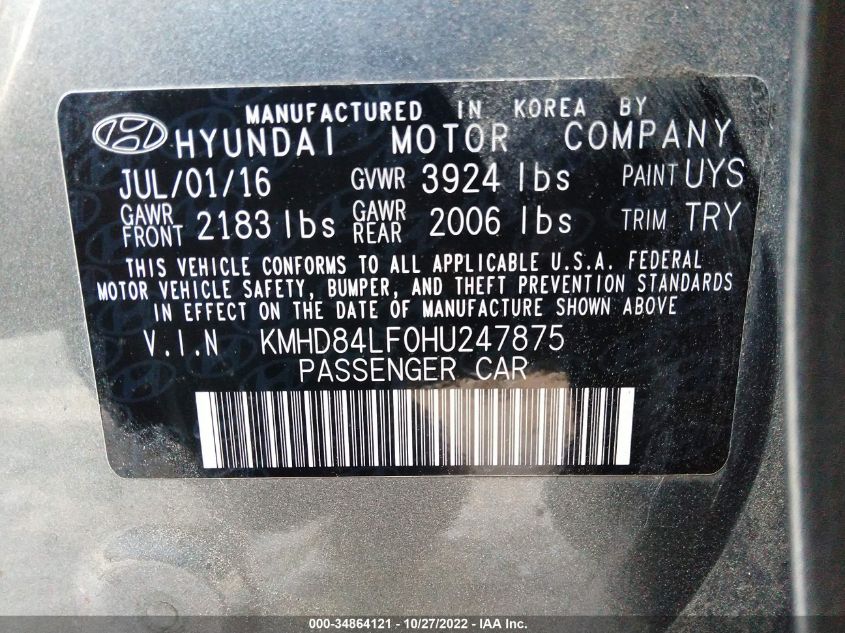 MANUFACTURED IN KOREA BY
HYUNDAI MOTOR COMPANY
JUL/01/16 GVWR 3924 lbs PAINT UYS
GAWR FRONT 2183 lbs GAWR REAR 2006 lbs TRIM TRY
THIS VEHICLE CONFORMS TO ALL APPLICABLE U.S.A. FEDERAL
MOTOR VEHICLE SAFETY, BUMPER, AND THEFT PREVENTION STANDARDS
IN EFFECT ON THE DATE OF MANUFACTURE SHOWN ABOVE.
V.I.N KMHD84LF0HU247875
PASSENGER CAR
000-34864121 - 10/27/2022 - IAA Inc.